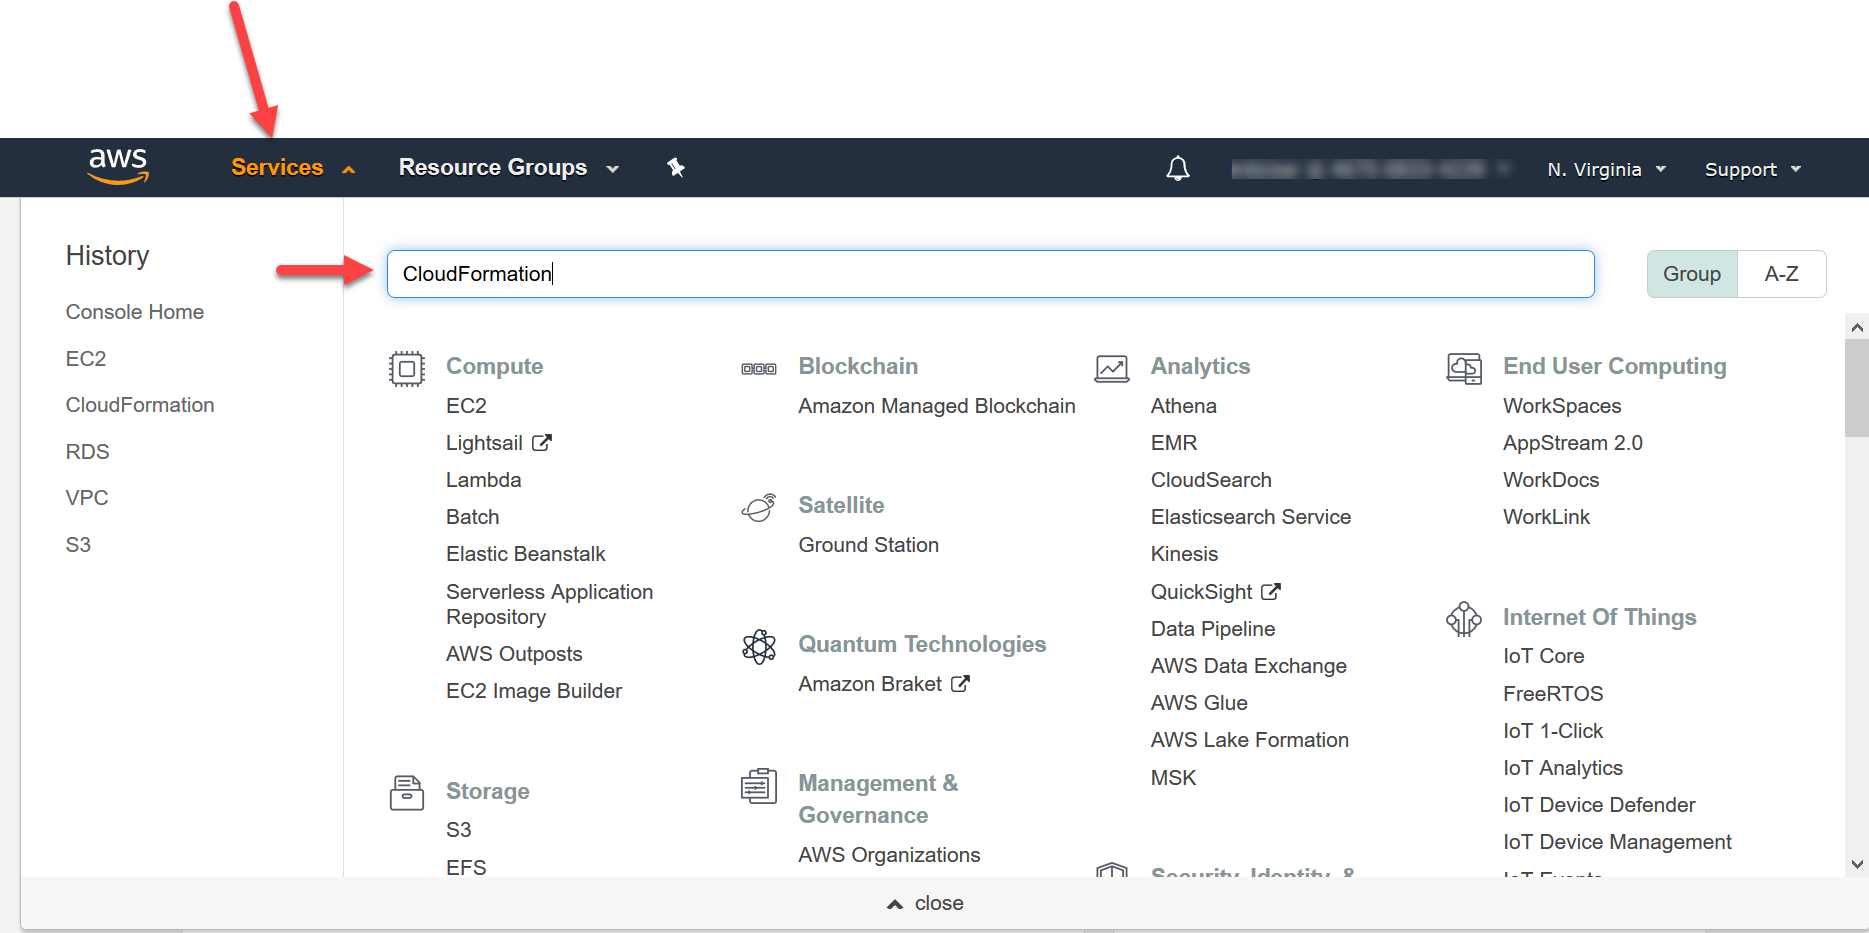 aws
Services
Resource Groups
N. Virginia
Support
History
Console Home
EC2
CloudFormation
RDS
VPC
S3
CloudFormation
Group
A-Z
Compute
EC2
Lightsail
Lambda
Batch
Elastic Beanstalk
Serverless Application
Repository
AWS Outposts
EC2 Image Builder
Storage
S3
EFS
Blockchain
Amazon Managed Blockchain
Satellite
Ground Station
Quantum Technologies
Amazon Braket
Management &
Governance
AWS Organizations
Analytics
Athena
EMR
CloudSearch
Elasticsearch Service
Kinesis
QuickSight
Data Pipeline
AWS Data Exchange
AWS Glue
AWS Lake Formation
MSK
Security, Identity, &
End User Computing
WorkSpaces
AppStream 2.0
WorkDocs
WorkLink
Internet Of Things
IoT Core
FreeRTOS
IoT 1-Click
IoT Analytics
IoT Device Defender
IoT Device Management
IoT Events
close